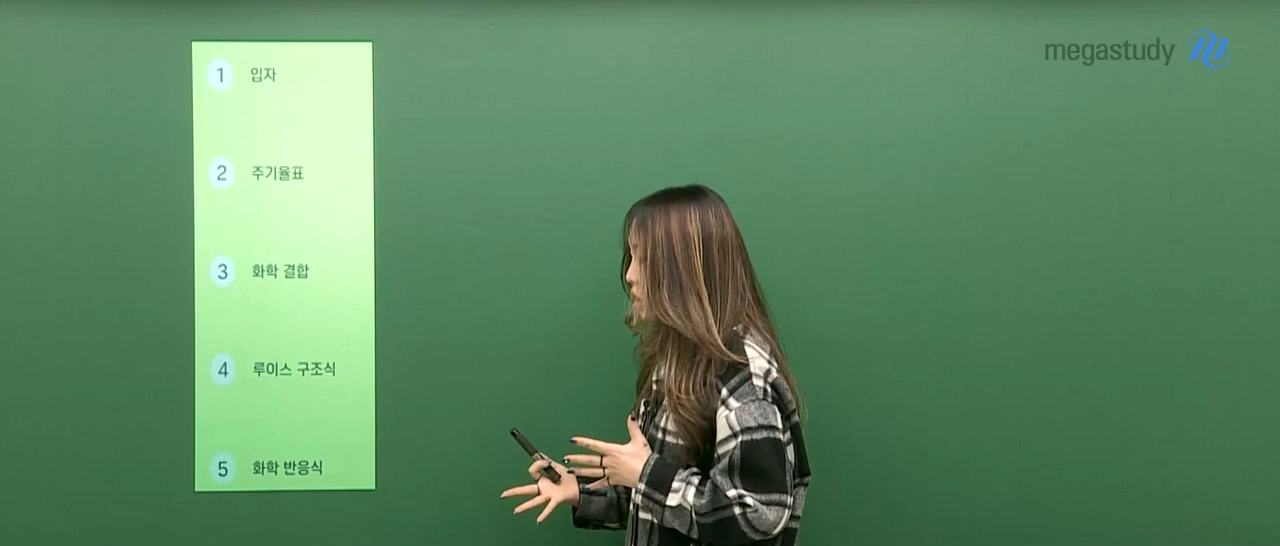 megastudy
1 입자
2 주기율표
3 화학 결합
4 루이스 구조식
5 화학 반응식